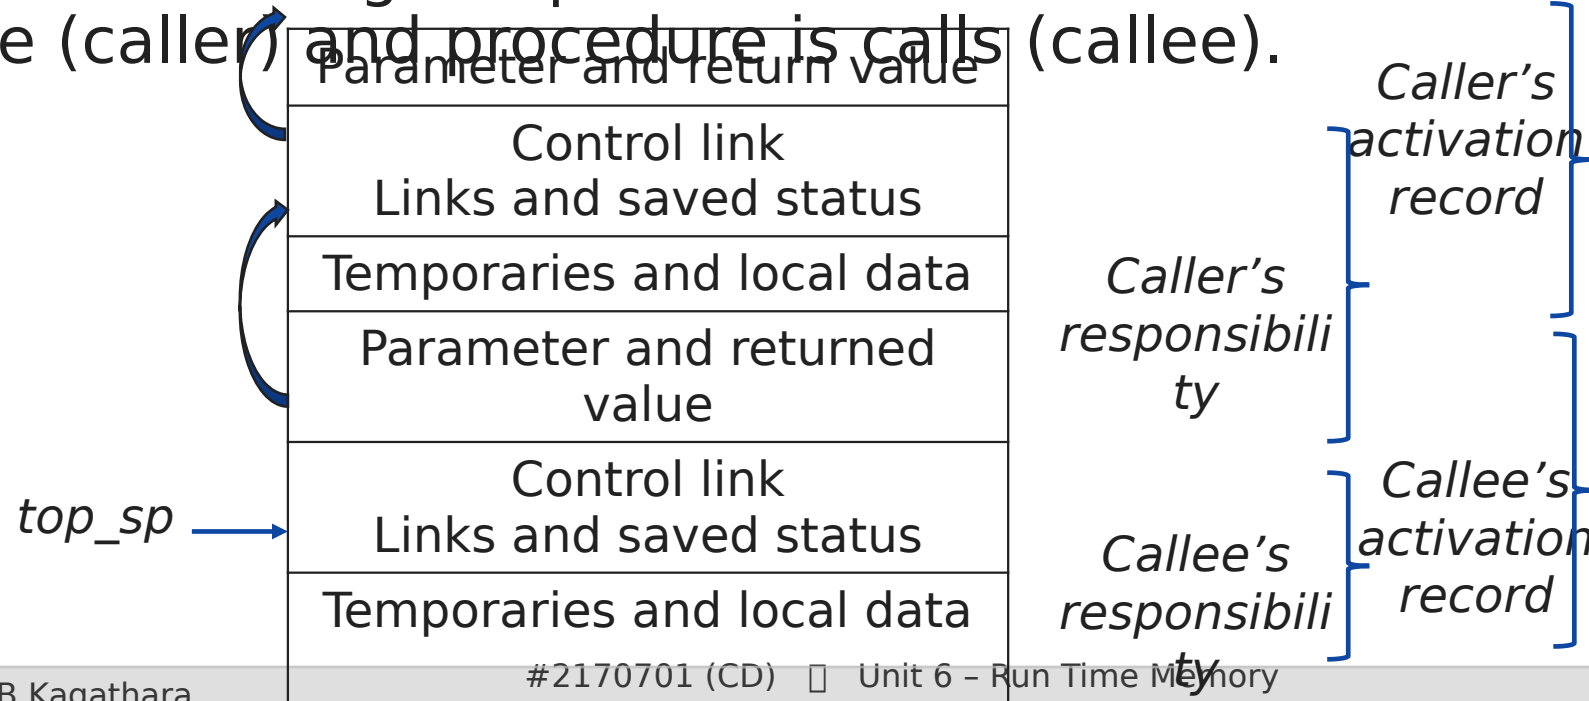 e (caller) and procedure is calls (callee).
Parameter and return value
Control link
Links and saved status
Temporaries and local data
Parameter and returned
value
Control link
Links and saved status
Temporaries and local data
top_sp
Caller’s
responsibili
ty
Callee’s
responsibili
ty
Caller’s
activation
record
Callee’s
activation
record
B Kagathara
#2170701 (CD) Unit 6 – Run Time Memory